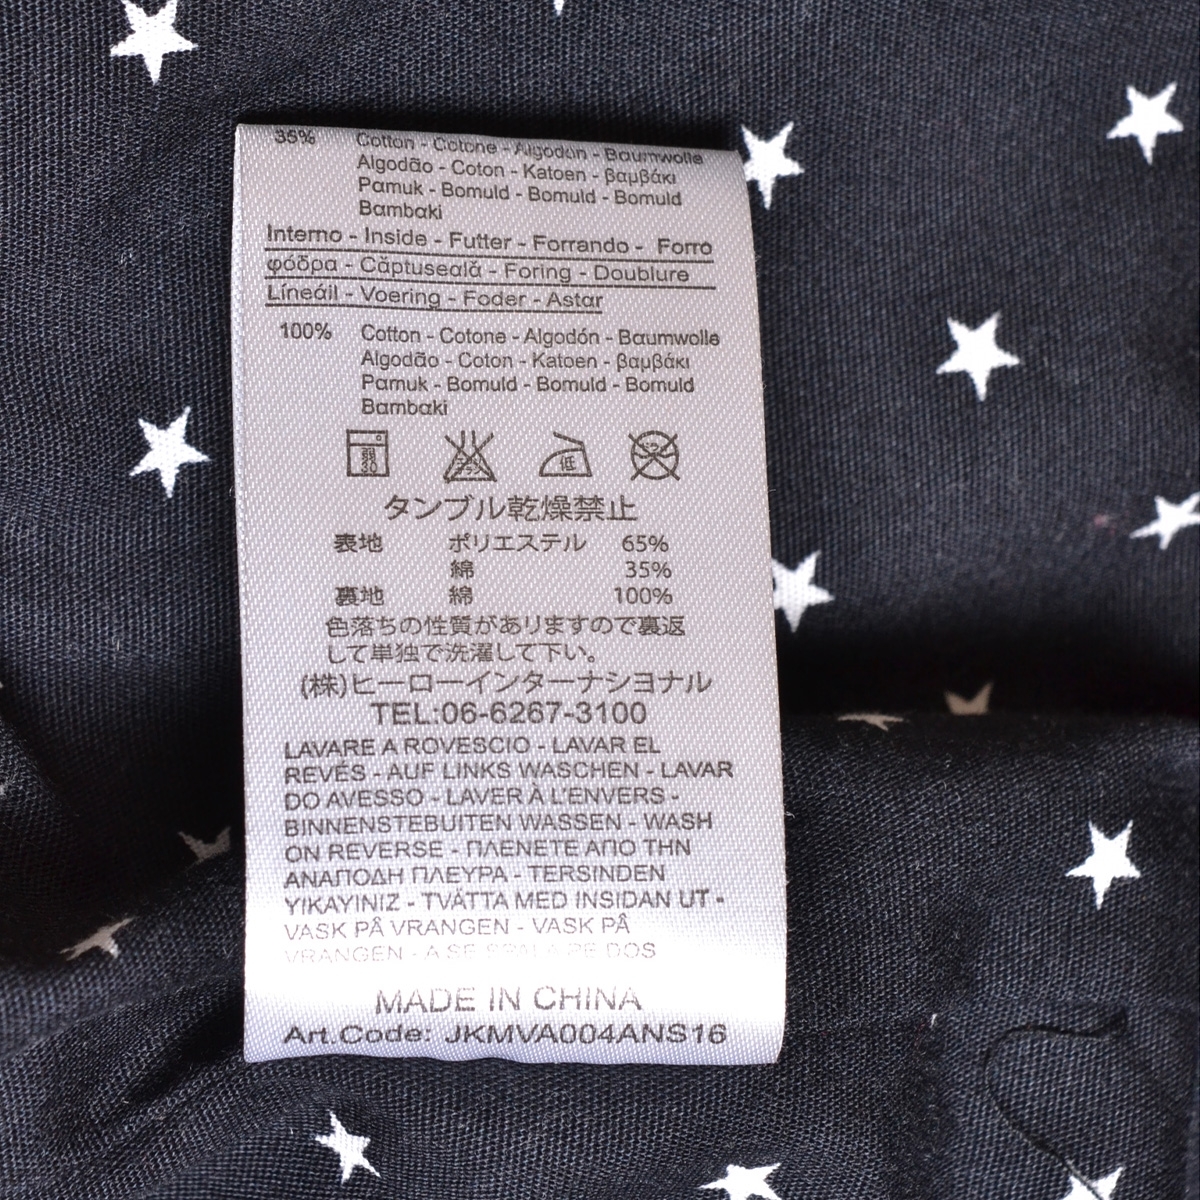 35% Cotton - Cotone - Algodón - Baumwolle
Algodão - Coton - Katoen - βαμβάκι
Pamuk - Bomuld - Bomuld - Bomuld
Bambaki
Interno - Inside - Futter - Forrando - Forro
φόδρα - Căptuseală - Foring - Doublure
Líneáil - Voering - Foder - Astar
100% Cotton - Cotone - Algodón - Baumwolle
Algodão - Coton - Katoen - βαμβάκι
Pamuk - Bomuld - Bomuld - Bomuld
Bambaki
弱 30 低
タンブル乾燥禁止
表地 ポリエステル 65%
綿 35%
裏地 綿 100%
色落ちの性質がありますので裏返
して単独で洗濯して下い。
(株)ヒーローインターナショナル
TEL:06-6267-3100
LAVARE A ROVESCIO - LAVAR EL
REVÉS - AUF LINKS WASCHEN - LAVAR
DO AVESSO - LAVER À L'ENVERS -
BINNENSTEBUITEN WASSEN - WASH
ON REVERSE - ΠΛΕΝΕΤΕ ΑΠΟ ΤΗΝ
ΑΝΑΠΟΔΗ ΠΛΕΥΡΑ - TERSINDEN
YIKAYINIZ - TVÄTTA MED INSIDAN UT -
VASK PÅ VRANGEN - VASK PÅ
VRANGEN - A SE SPALA PE DOS
MADE IN CHINA
Art.Code: JKMVA004ANS16